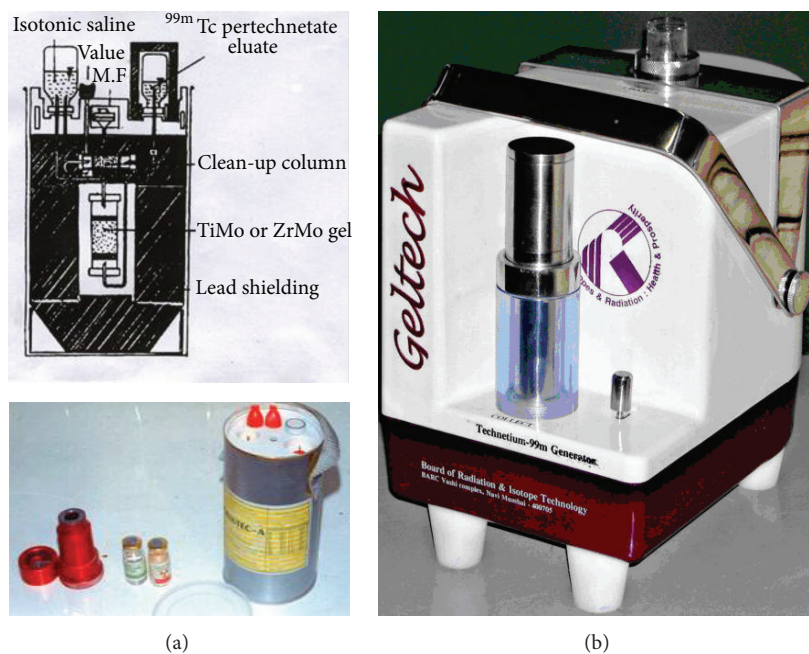 Isotonic saline
99m Tc pertechnetate
eluate
Value
M.F
Clean-up column
TiMo or ZrMo gel
Lead shielding
(a)
Geltech
& Radiation : Health & Prosperity
COLLECT
Technetium-99m Generator
Board of Radiation & Isotope Technology
BARC Vashi complex, Navi Mumbai - 400705
(b)